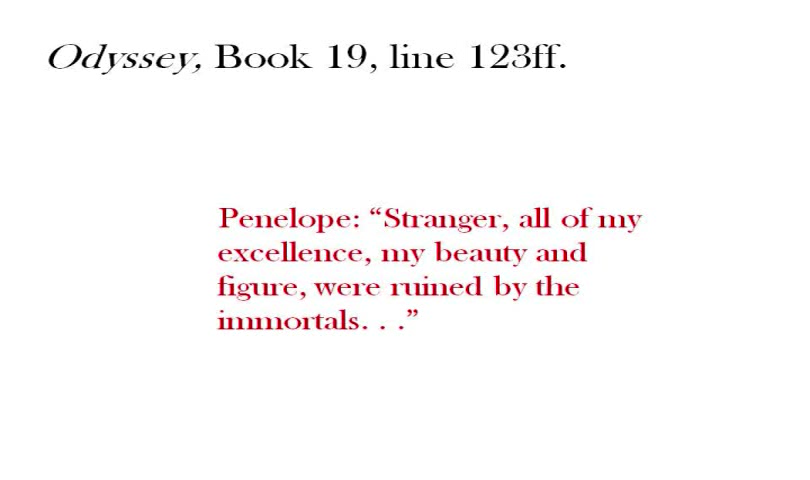 Odyssey, Book 19, line 123ff.
Penelope: “Stranger, all of my
excellence, my beauty and
figure, were ruined by the
immortals. . .”